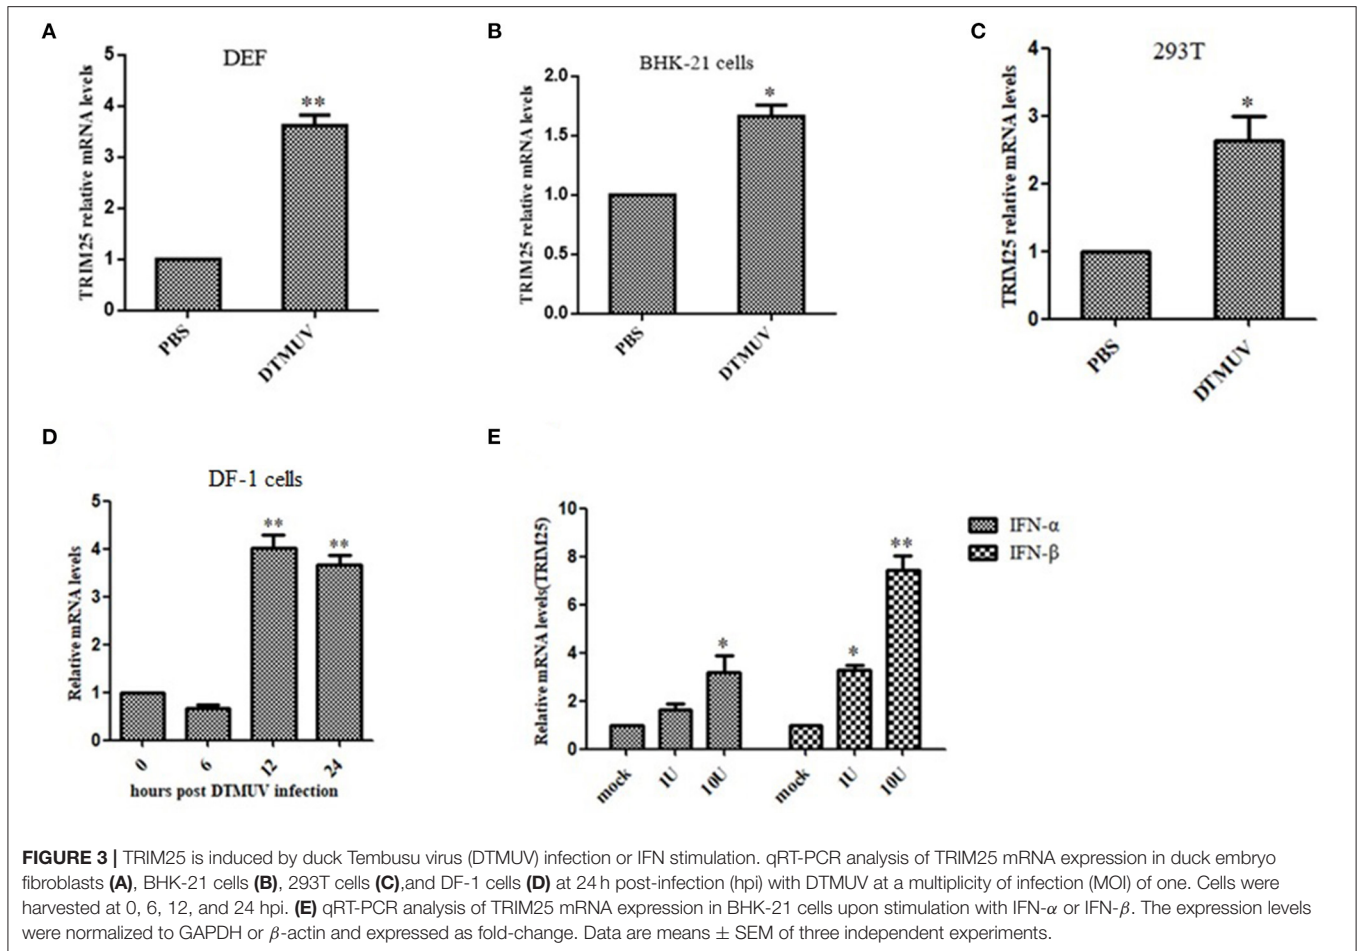 A
DEF
TRIM25 relative mRNA levels
5
4
3
2
1
0
**
PBS
DTMUV
B
BHK-21 cells
TRIM25 relative mRNA levels
2.0
1.5
1.0
0.5
0.0
*
PBS
DTMUV
C
293T
TRIM25 relative mRNA levels
4
3
2
1
0
*
PBS
DTMUV
D
DF-1 cells
Relative mRNA levels
5
4
3
2
1
0
**
**
0
6
12
24
hours post DTMUV infection
E
Relative mRNA levels(TRIM25)
10
8
6
4
2
0
*
*
**
mock
1U
10U
mock
1U
10U
IFN-α
IFN-β
FIGURE 3 | TRIM25 is induced by duck Tembusu virus (DTMUV) infection or IFN stimulation. qRT-PCR analysis of TRIM25 mRNA expression in duck embryo
fibroblasts (A), BHK-21 cells (B), 293T cells (C),and DF-1 cells (D) at 24 h post-infection (hpi) with DTMUV at a multiplicity of infection (MOI) of one. Cells were
harvested at 0, 6, 12, and 24 hpi. (E) qRT-PCR analysis of TRIM25 mRNA expression in BHK-21 cells upon stimulation with IFN-α or IFN-β. The expression levels
were normalized to GAPDH or β-actin and expressed as fold-change. Data are means ± SEM of three independent experiments.